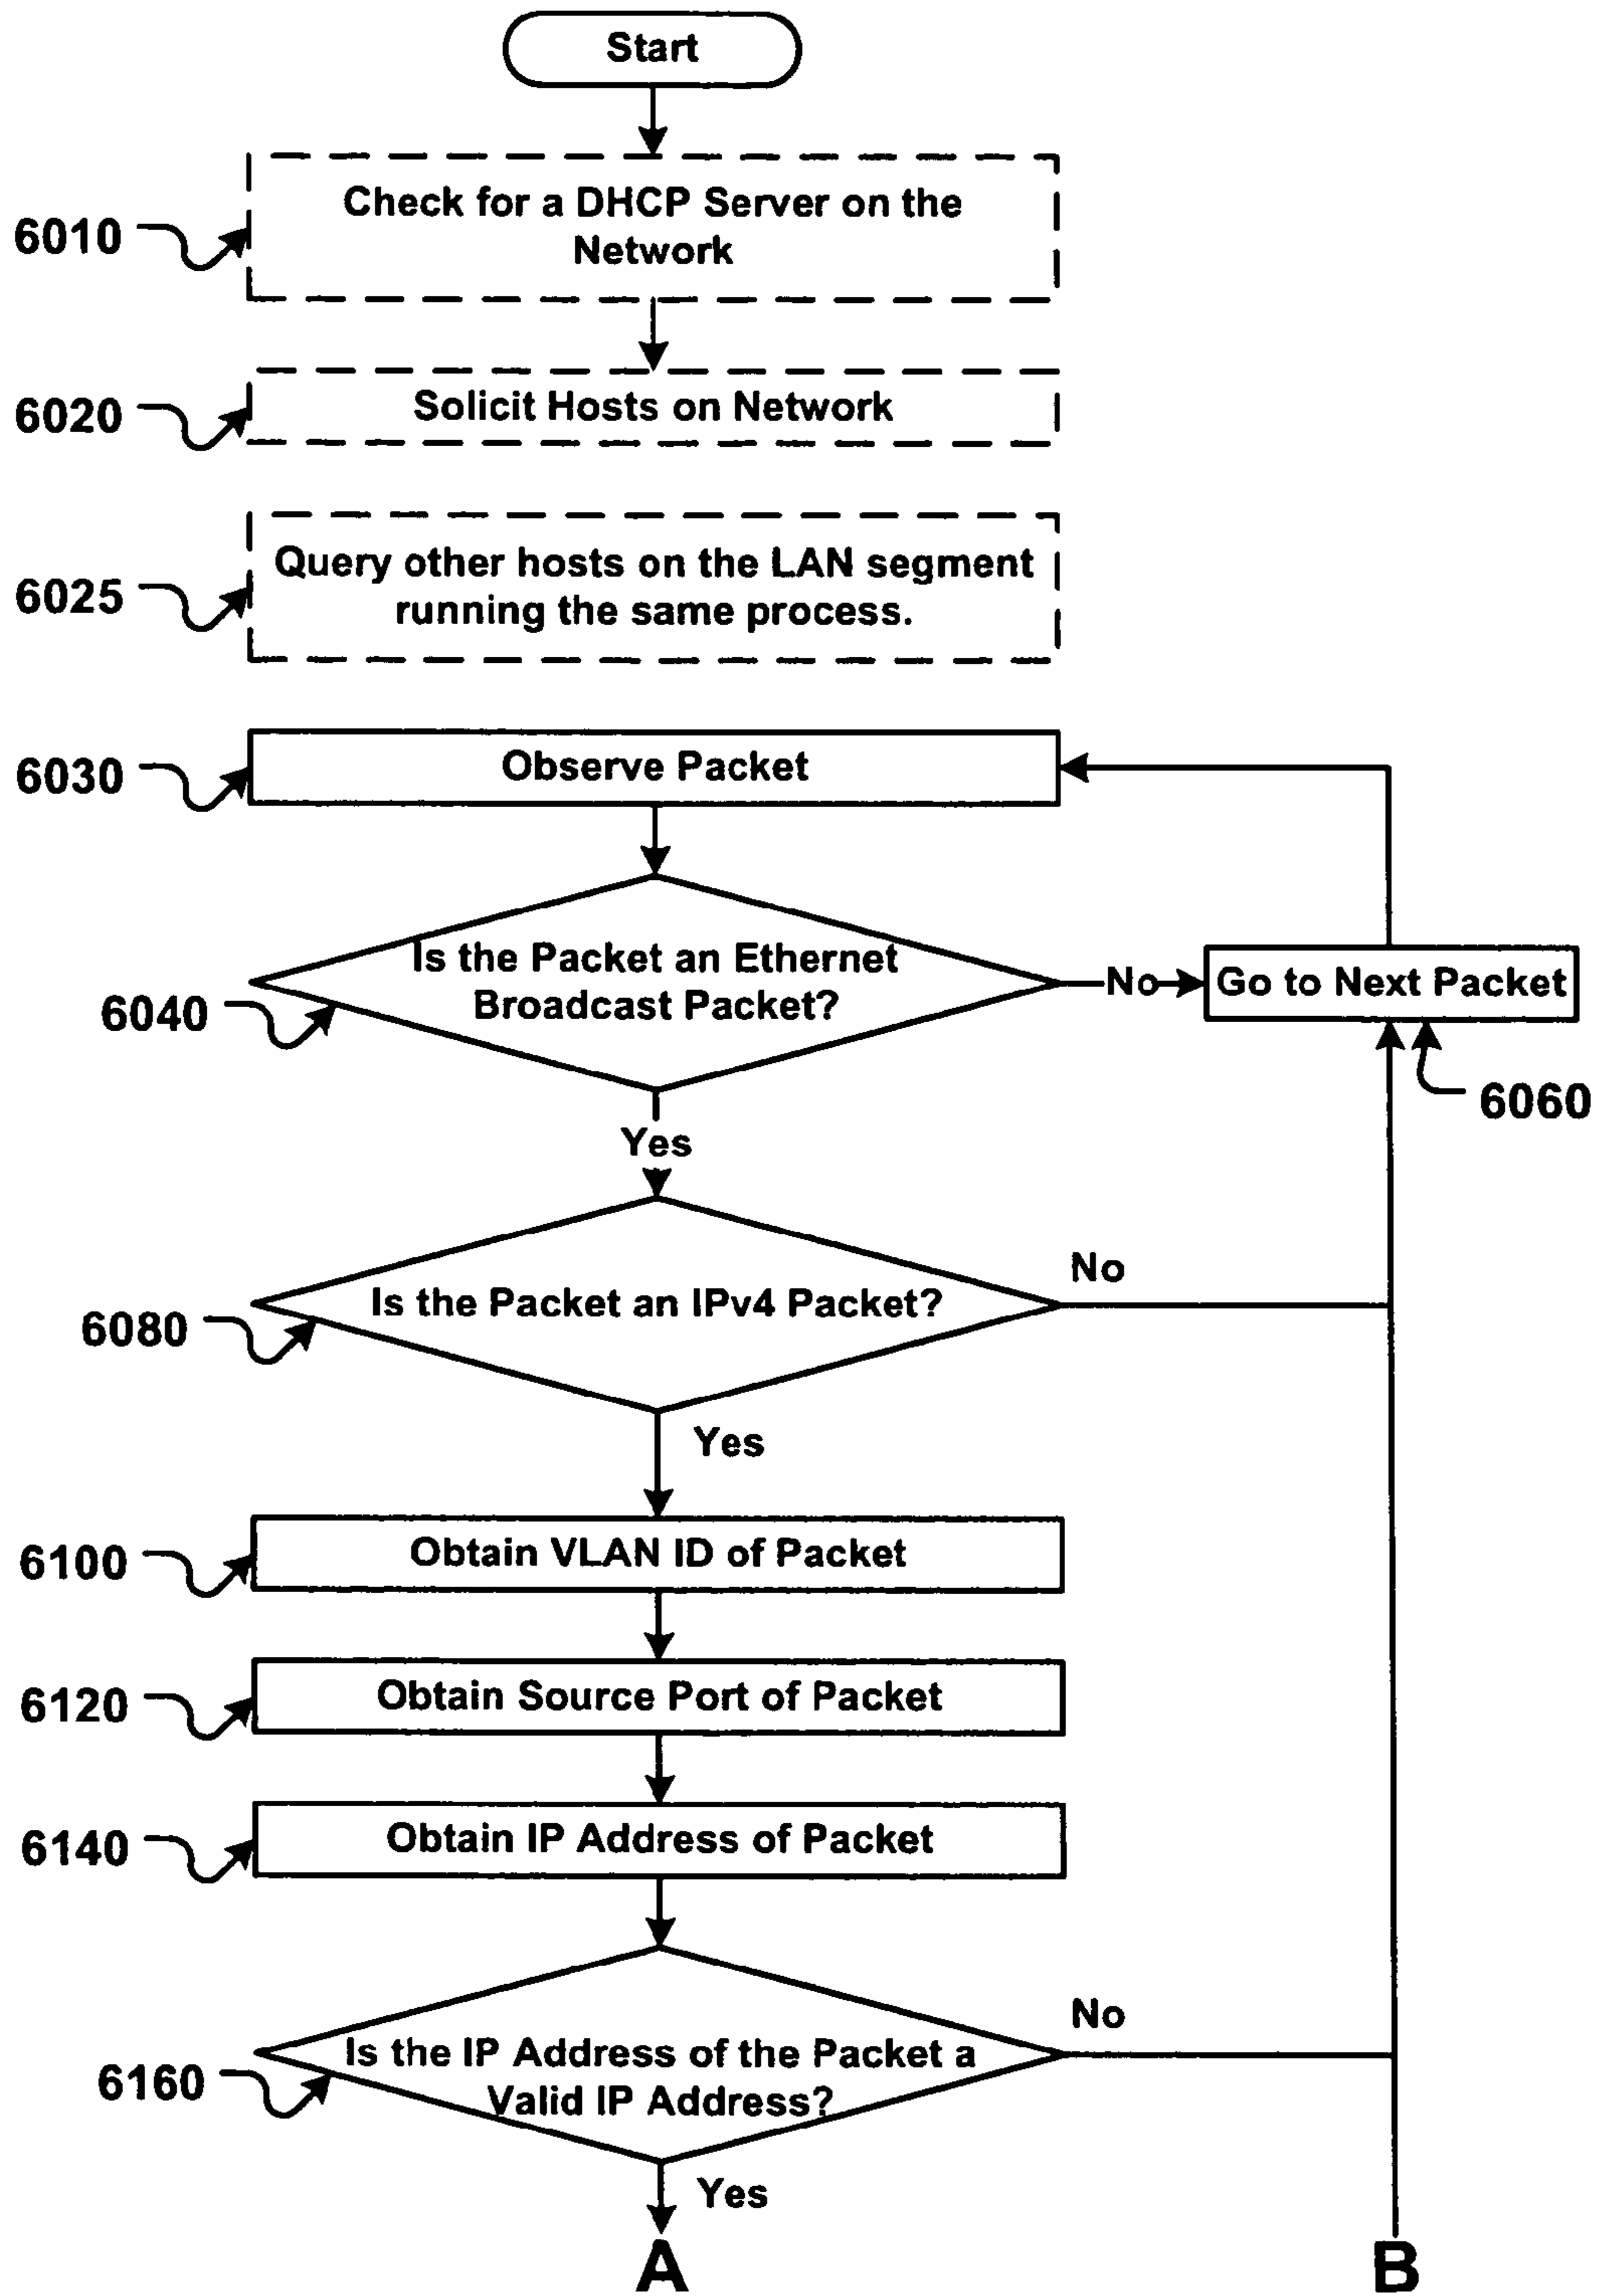 Start
Check for a DHCP Server on the
Network
6010
Solicit Hosts on Network
6020
Query other hosts on the LAN segment
running the same process.
6025
Observe Packet
6030
Is the Packet an Ethernet
Broadcast Packet?
6040
No
Go to Next Packet
6060
Yes
Is the Packet an IPv4 Packet?
6080
No
Yes
Obtain VLAN ID of Packet
6100
Obtain Source Port of Packet
6120
Obtain IP Address of Packet
6140
Is the IP Address of the Packet a
Valid IP Address?
6160
No
Yes
A
B